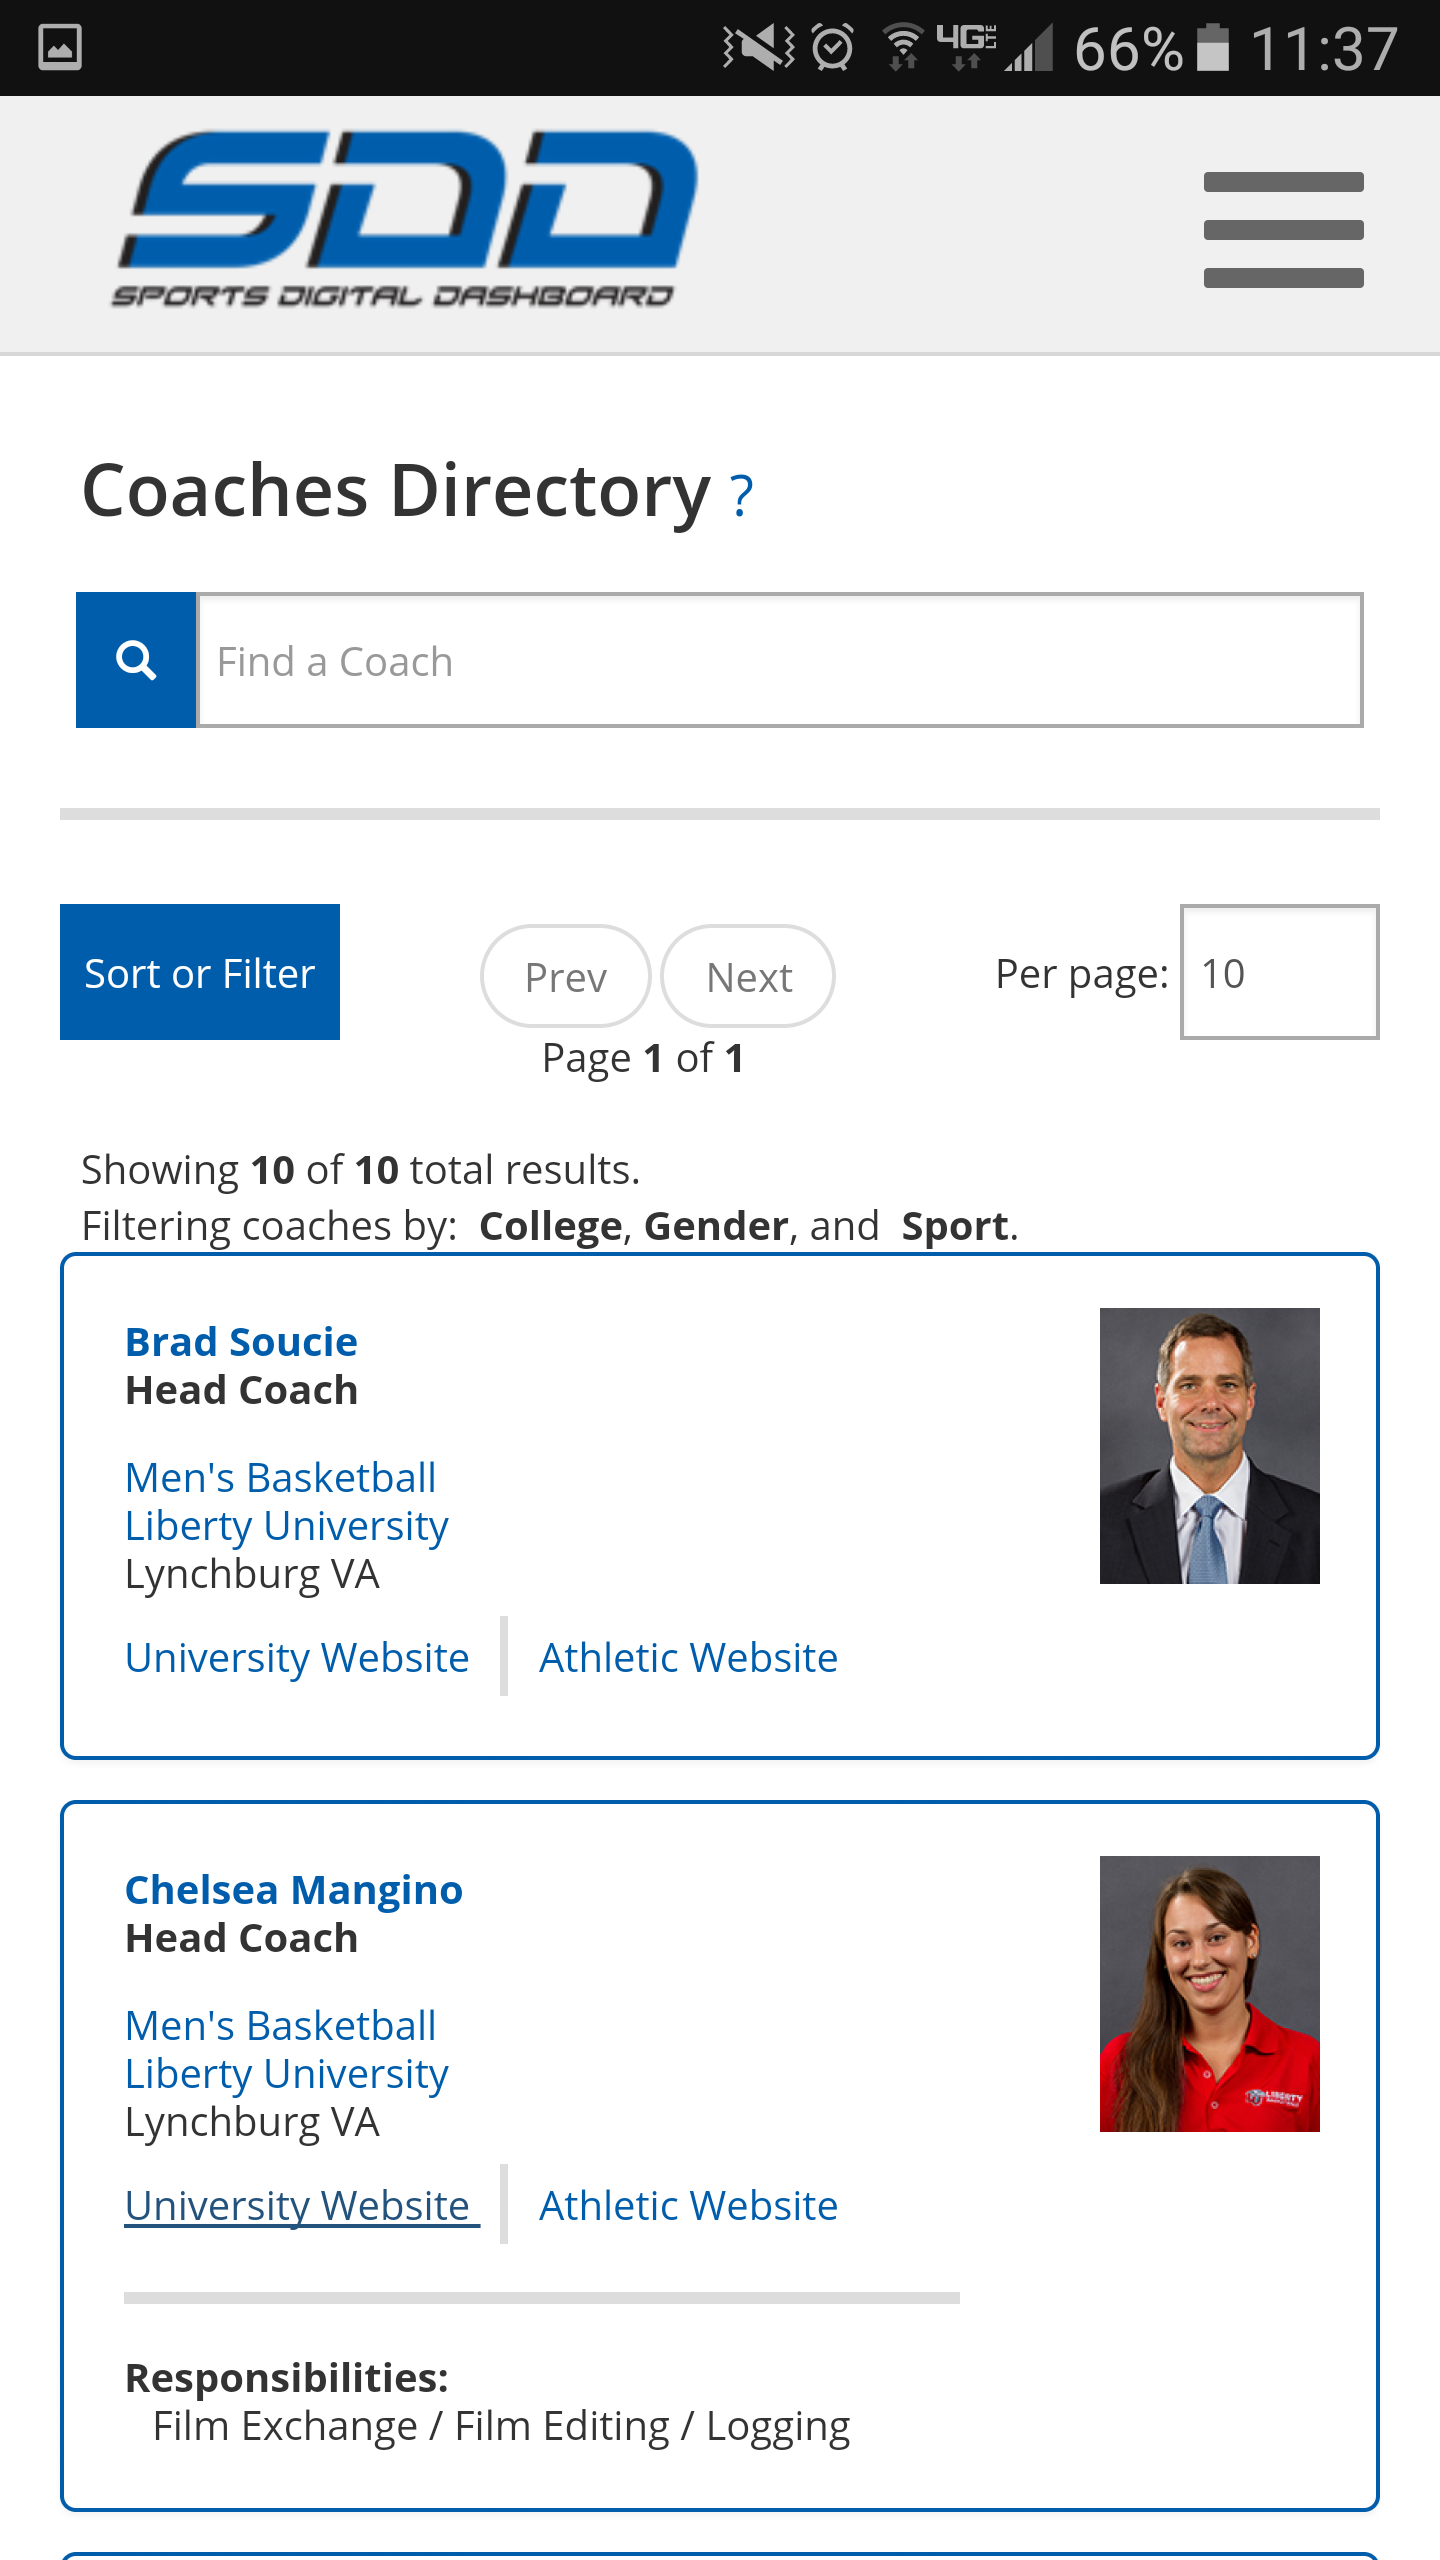 4G LTE 66% 11:37
SDD
SPORTS DIGITAL DASHBOARD
Coaches Directory ?
Find a Coach
Sort or Filter Prev Next Per page: 10
Page 1 of 1
Showing 10 of 10 total results.
Filtering coaches by: College, Gender, and Sport.
Brad Soucie
Head Coach
Men's Basketball
Liberty University
Lynchburg VA
University Website Athletic Website
Chelsea Mangino
Head Coach
Men's Basketball
Liberty University
Lynchburg VA
LIBERTY
University Website Athletic Website
Responsibilities:
Film Exchange / Film Editing / Logging